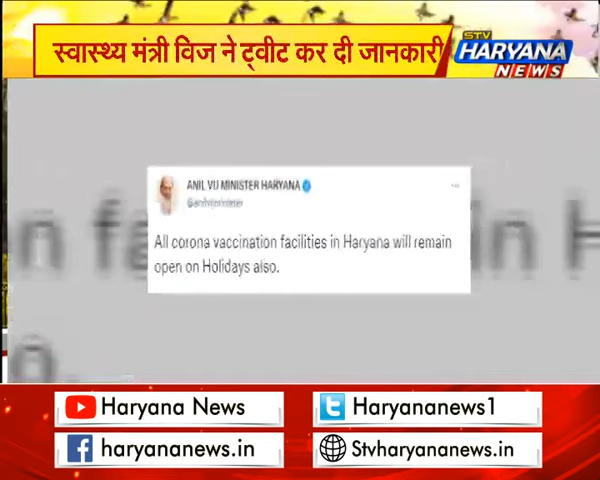 स्वास्थ्य मंत्री विज ने ट्वीट कर दी जानकारी
STV
HARYANA
NEWS
ANIL VIJ MINISTER HARYANA
@anilvijminister
All corona vaccination facilities in Haryana will remain
open on Holidays also.
Haryana News
Haryananews1
haryananews.in
Stvharyananews.in